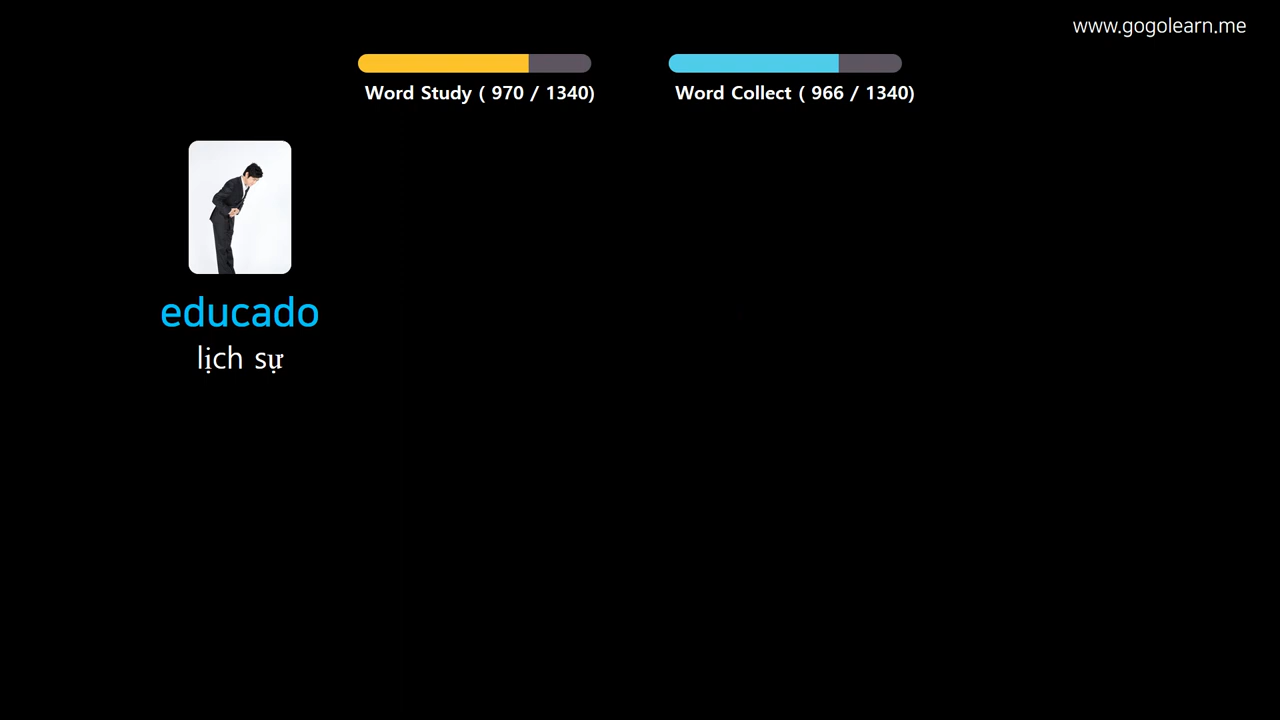 www.gogolearn.me
Word Study ( 970 / 1340)
Word Collect ( 966 / 1340)
educado
lịch sự